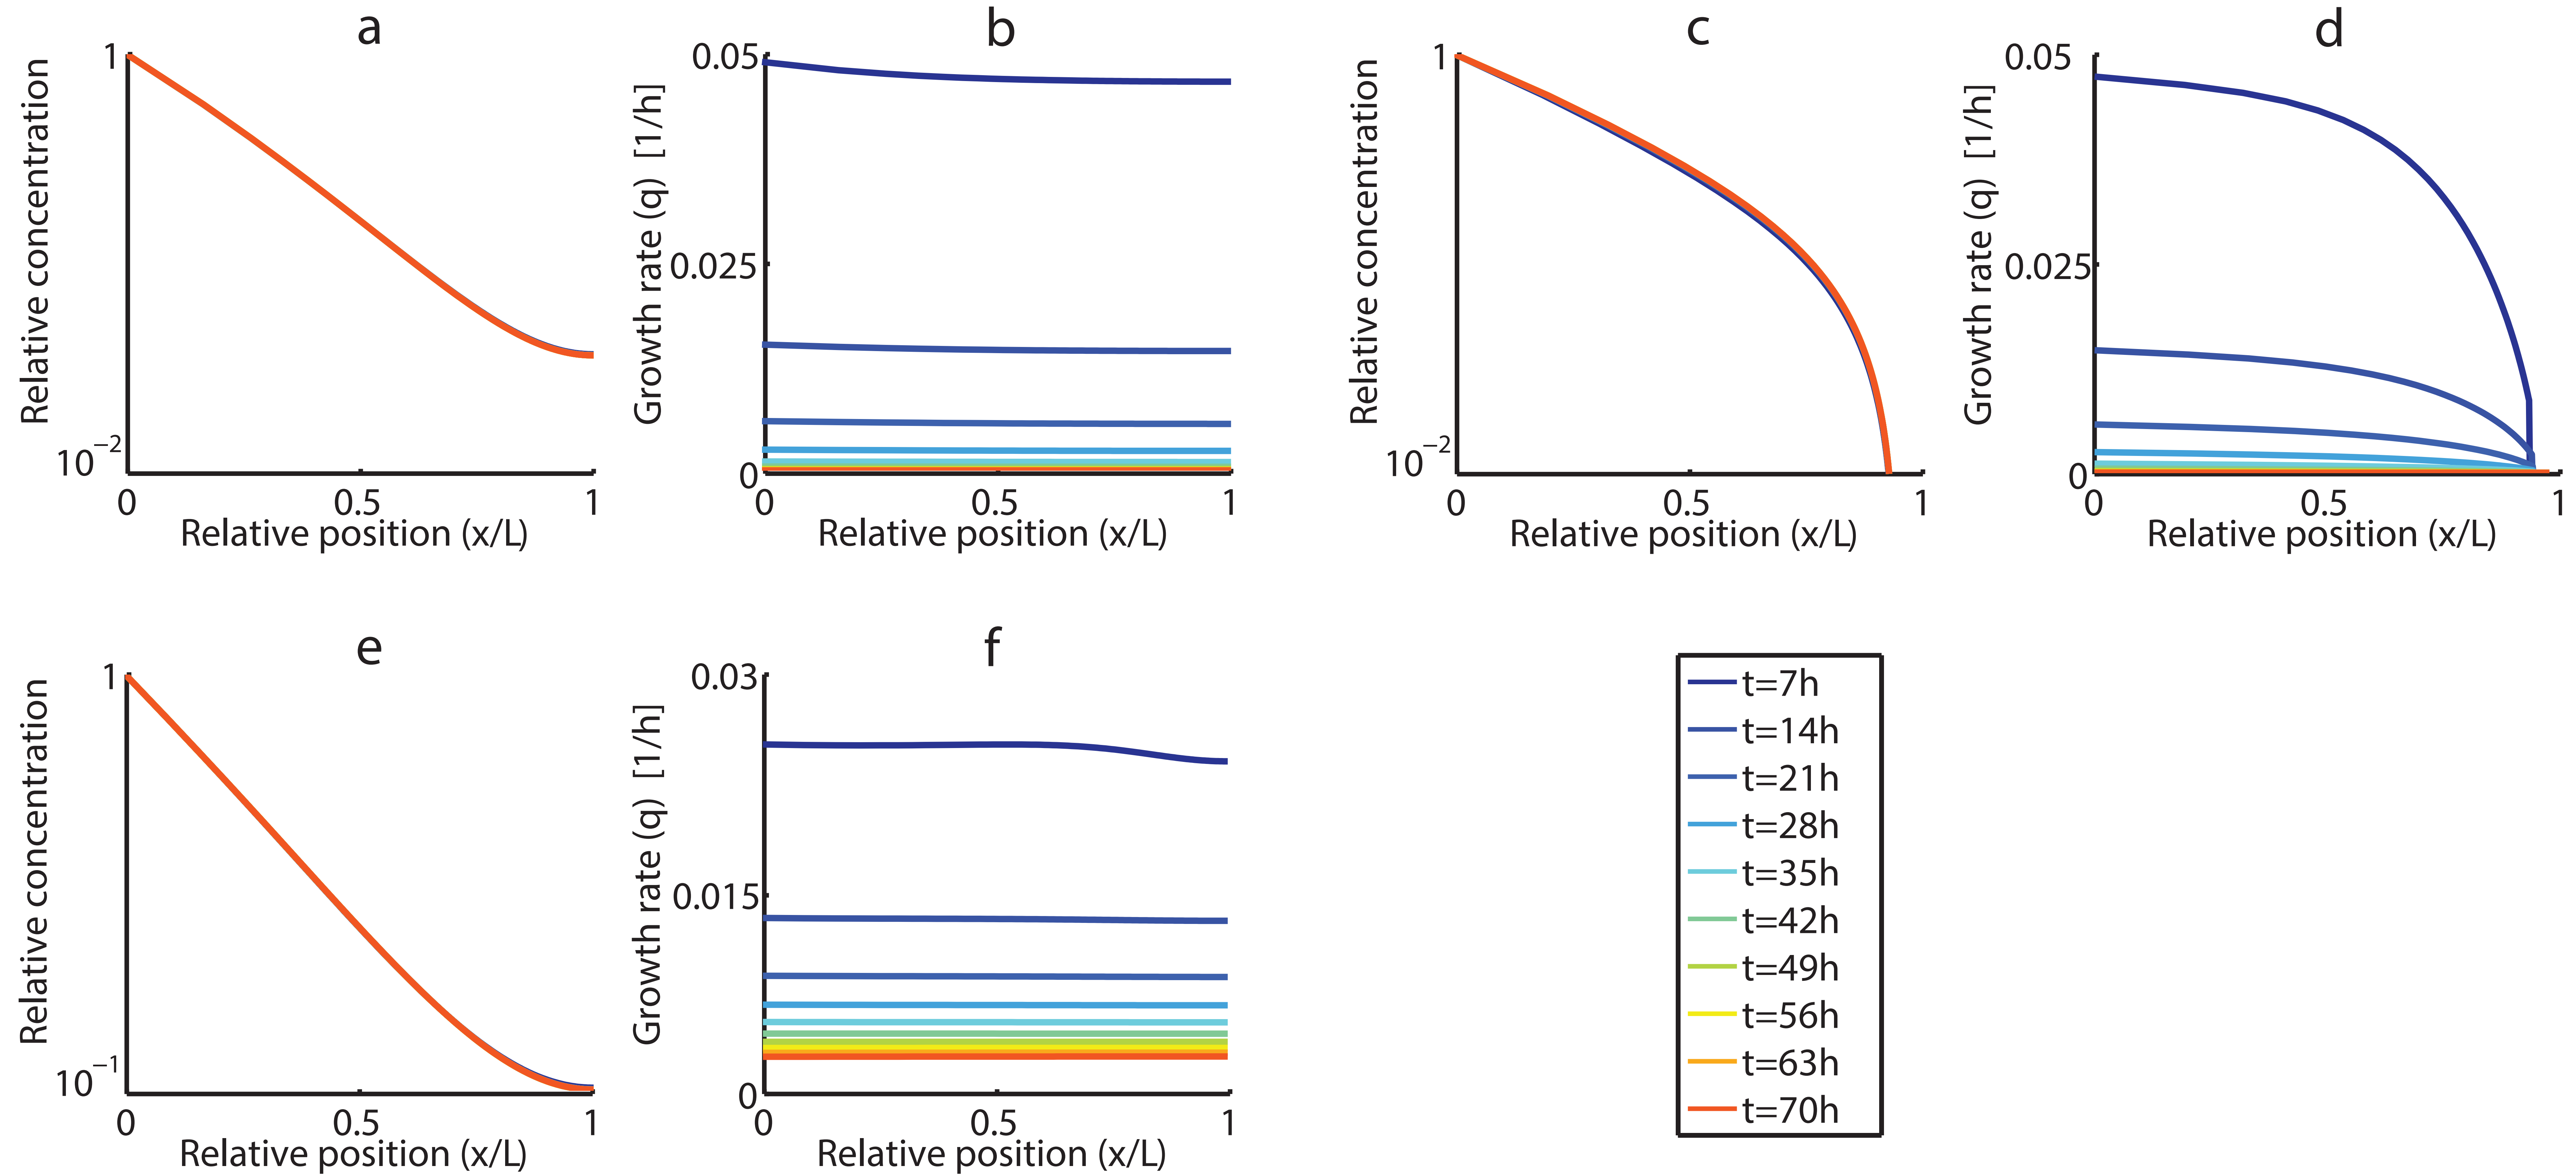 a
Relative concentration
1
10−2
0
0.5
1
Relative position (x/L)
b
Growth rate (q) [1/h]
0.05
0.025
0
0
0.5
1
Relative position (x/L)
c
Relative concentration
1
10−2
0
0.5
1
Relative position (x/L)
d
Growth rate (q) [1/h]
0.05
0.025
0
0
0.5
1
Relative position (x/L)
e
Relative concentration
1
10−1
0
0.5
1
Relative position (x/L)
f
Growth rate (q) [1/h]
0.03
0.015
0
0
0.5
1
Relative position (x/L)
t=7h
t=14h
t=21h
t=28h
t=35h
t=42h
t=49h
t=56h
t=63h
t=70h